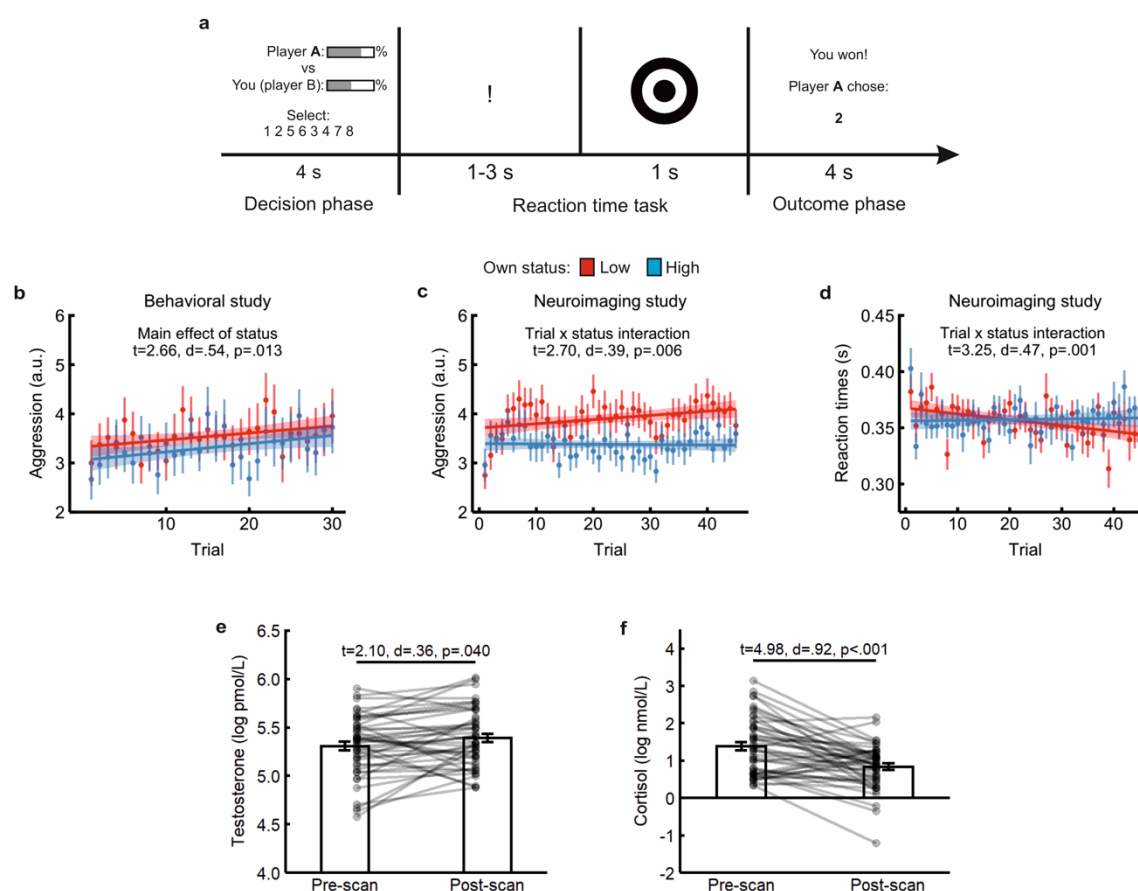 a
Player A: %
vs
You (player B): %
Select:
1 2 5 6 3 4 7 8
!
You won!
Player A chose:
2
4 s
1-3 s
1 s
4 s
Decision phase
Reaction time task
Outcome phase
Own status: Low High
b
Behavioral study
Main effect of status
t=2.66, d=.54, p=.013
Aggression (a.u.)
6
5
4
3
2
10
20
30
Trial
c
Neuroimaging study
Trial x status interaction
t=2.70, d=.39, p=.006
Aggression (a.u.)
6
5
4
3
2
0
10
20
30
40
Trial
d
Neuroimaging study
Trial x status interaction
t=3.25, d=.47, p=.001
Reaction times (s)
0.45
0.40
0.35
0.30
0
10
20
30
40
Trial
e
t=2.10, d=.36, p=.040
Testosterone (log pmol/L)
6.5
6.0
5.5
5.0
4.5
4.0
Pre-scan
Post-scan
f
t=4.98, d=.92, p<.001
Cortisol (log nmol/L)
4
3
2
1
0
-1
-2
Pre-scan
Post-scan